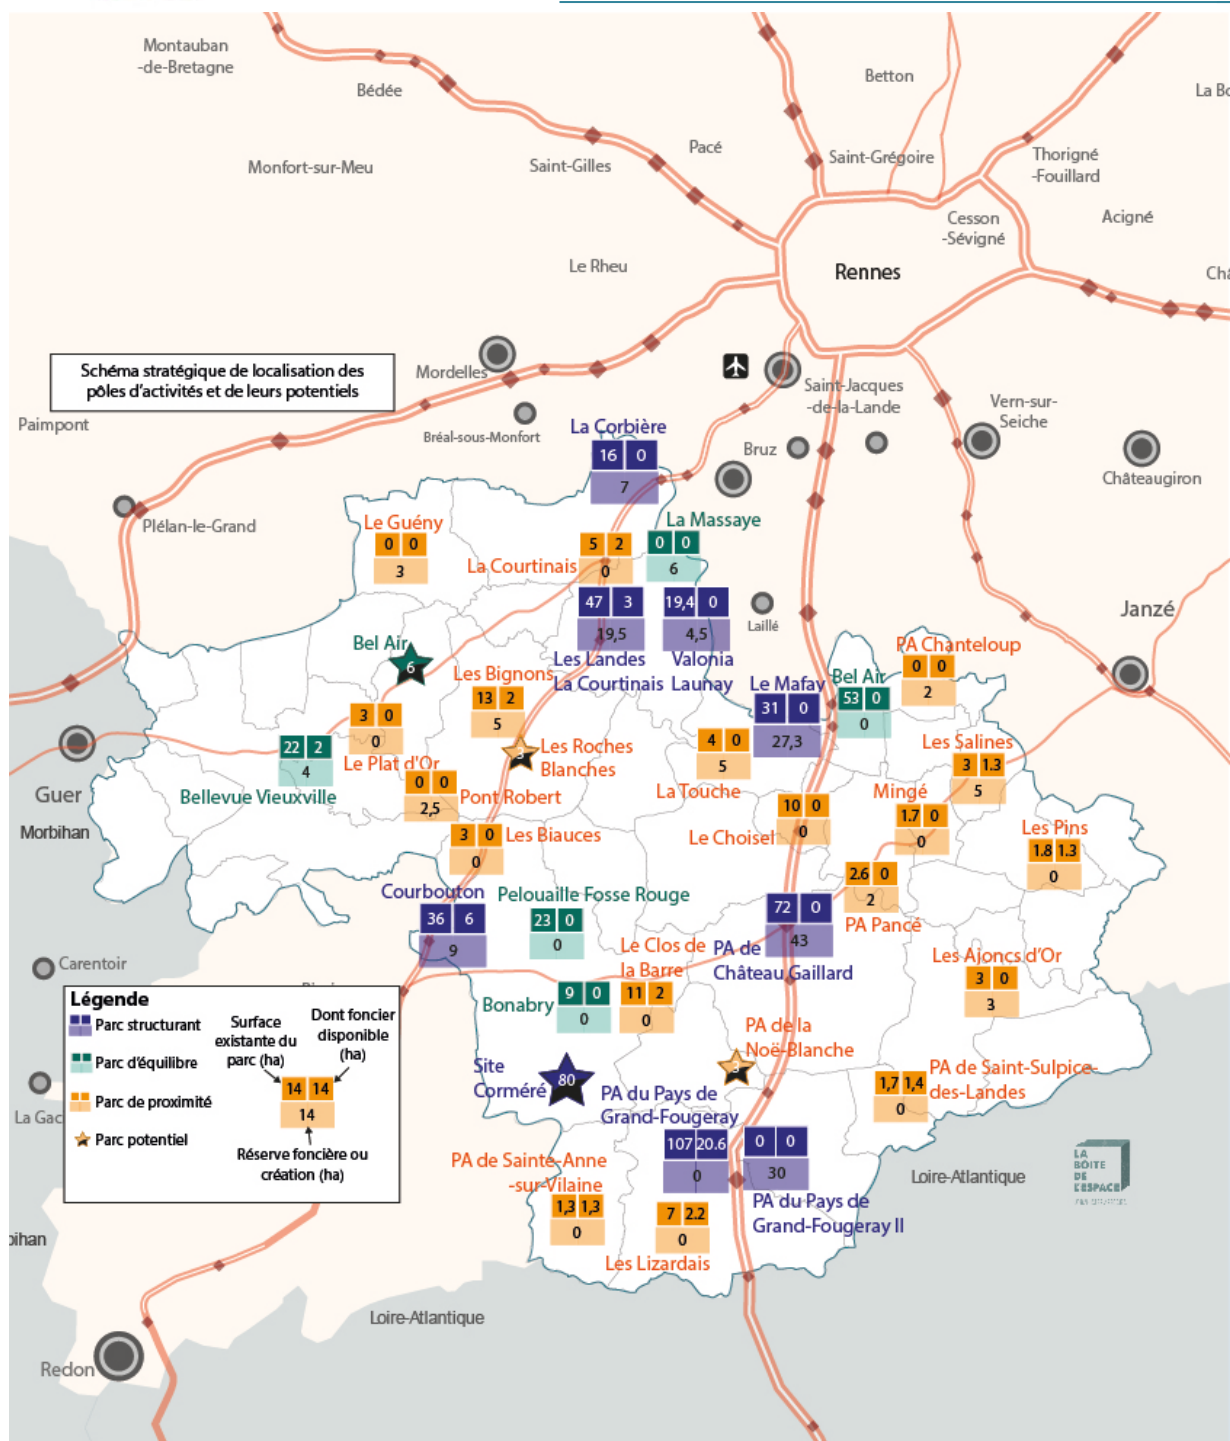 Montauban
-de-Bretagne
Bédée
Betton
La Bo
Monfort-sur-Meu
Saint-Gilles
Pacé
Saint-Grégoire
Thorigné
-Fouillard
Cesson
-Sévigné
Acigné
Le Rheu
Rennes
Châ
Schéma stratégique de localisation des
pôles d'activités et de leurs potentiels
Mordelles
Saint-Jacques
-de-la-Lande
Vern-sur-
Seiche
Paimpont
Bréal-sous-Monfort
Bruz
Châteaugiron
La Corbière
16 0
7
Plélan-le-Grand
Le Guény
0 0
3
La Courtinais
5 2
0
La Massaye
0 0
6
47 3
19,5
Les Landes
La Courtinais
19,4 0
4,5
Valonia
Launay
Laillé
Janzé
Bel Air
6
Les Bignons
13 2
5
Le Mafay
31 0
27,3
Bel Air
53 0
0
PA Chanteloup
0 0
2
3 0
0
Le Plat d'Or
22 2
4
Bellevue Vieuxville
3
Les Roches
Blanches
4 0
5
La Touche
Les Salines
3 1.3
5
Guer
Morbihan
0 0
2,5
Pont Robert
Le Choisel
10 0
0
Mingé
1.7 0
0
Les Pins
1.8 1.3
0
3 0
0
Les Biauces
Courbouton
36 6
9
Pelouaille Fosse Rouge
23 0
0
72 0
43
PA de
Château Gaillard
2.6 0
2
PA Pancé
Le Clos de
la Barre
11 2
0
Les Ajoncs d'Or
3 0
3
Carentoir
Bonabry
9 0
0
Légende
Parc structurant
Parc d'équilibre
Parc de proximité
Parc potentiel
Surface
existante du
parc (ha)
Dont foncier
disponible
(ha)
14 14
14
Réserve foncière ou
création (ha)
PA de la
Noë-Blanche
3
Site
Corméré
80
La Gac
PA de Saint-Sulpice-
des-Landes
1,7 1,4
0
PA du Pays de
Grand-Fougeray
107 20.6
0
0 0
30
PA du Pays de
Grand-Fougeray II
PA de Sainte-Anne
-sur-Vilaine
1,3 1,3
0
7 2.2
0
Les Lizardais
Loire-Atlantique
LA
BOÎTE
DE
L'ESPACE
bihan
Loire-Atlantique
Redon